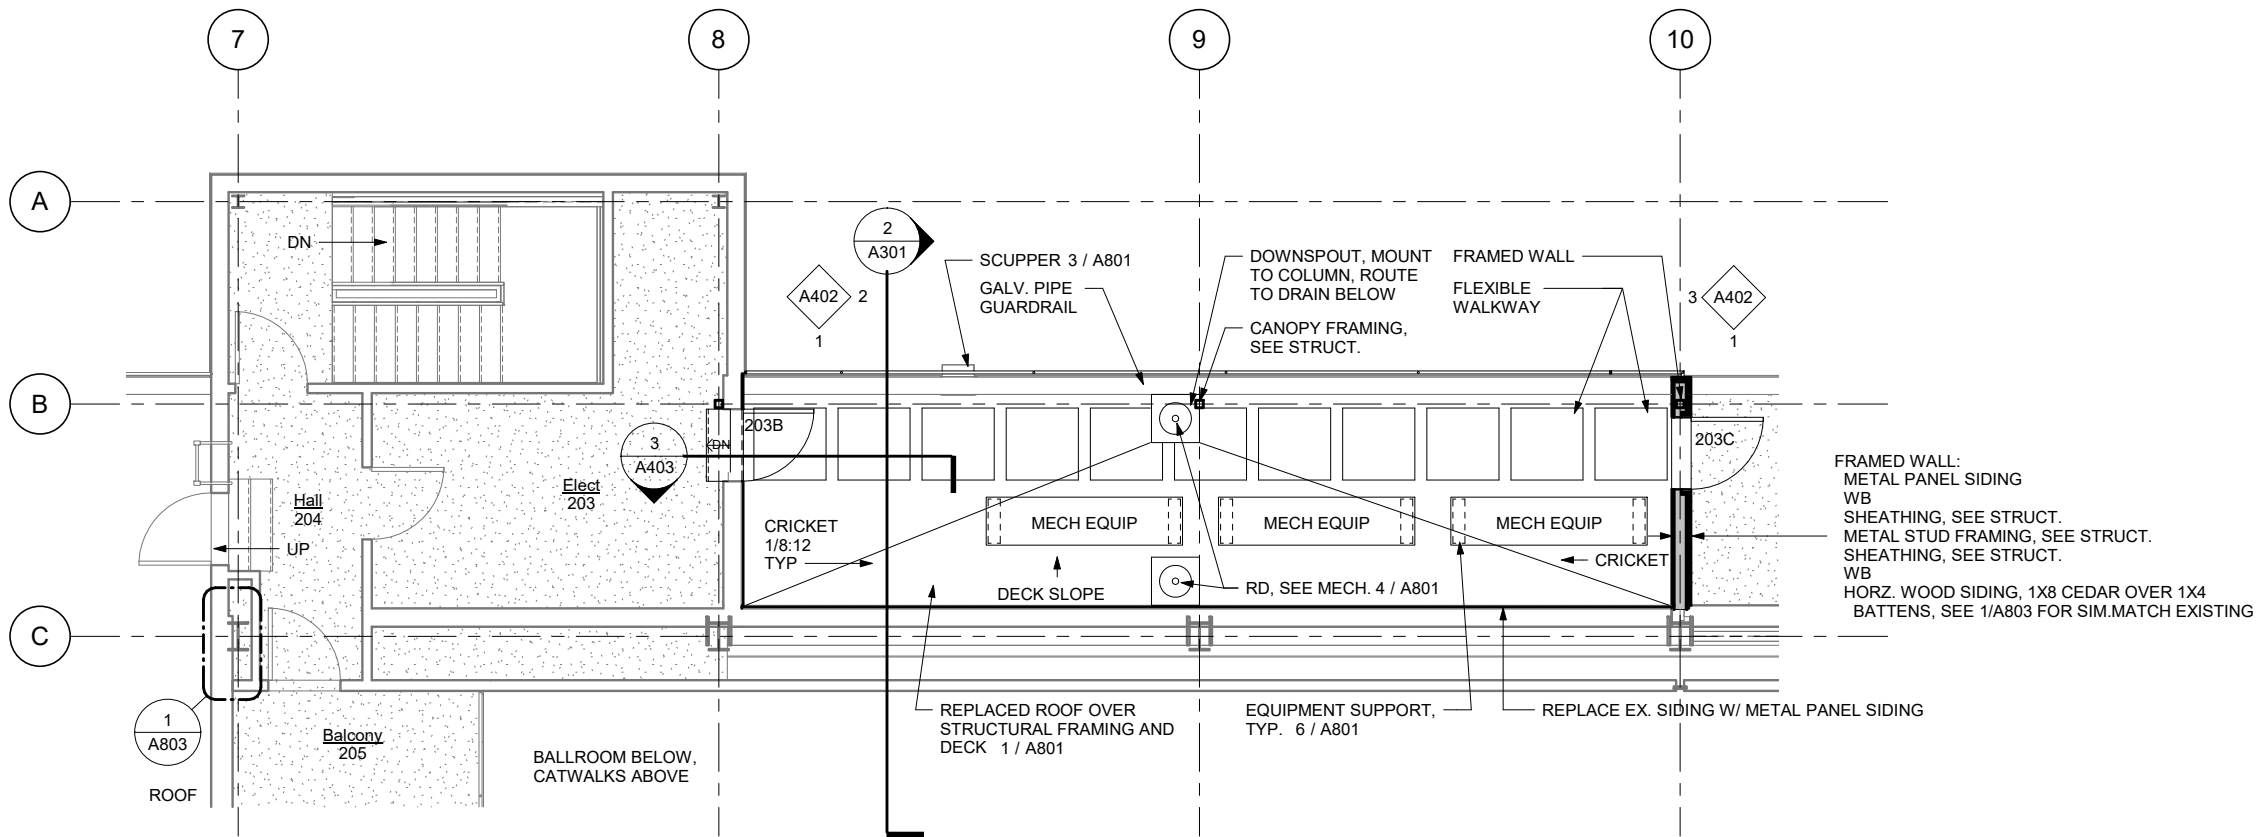 7
8
9
10
A
B
C
DN
2
A301
A402
2
1
SCUPPER 3 / A801
GALV. PIPE
GUARDRAIL
DOWNSPOUT, MOUNT
TO COLUMN, ROUTE
TO DRAIN BELOW
CANOPY FRAMING,
SEE STRUCT.
FRAMED WALL
FLEXIBLE
WALKWAY
3
A402
1
203B
DN
3
A403
203C
Elect
203
Hall
204
UP
CRICKET
1/8:12
TYP
MECH EQUIP
MECH EQUIP
MECH EQUIP
DECK SLOPE
RD, SEE MECH. 4 / A801
CRICKET
FRAMED WALL:
METAL PANEL SIDING
WB
SHEATHING, SEE STRUCT.
METAL STUD FRAMING, SEE STRUCT.
SHEATHING, SEE STRUCT.
WB
HORZ. WOOD SIDING, 1X8 CEDAR OVER 1X4
BATTENS, SEE 1/A803 FOR SIM.MATCH EXISTING
1
A803
ROOF
Balcony
205
BALLROOM BELOW,
CATWALKS ABOVE
REPLACED ROOF OVER
STRUCTURAL FRAMING AND
DECK 1 / A801
EQUIPMENT SUPPORT,
TYP. 6 / A801
REPLACE EX. SIDING W/ METAL PANEL SIDING